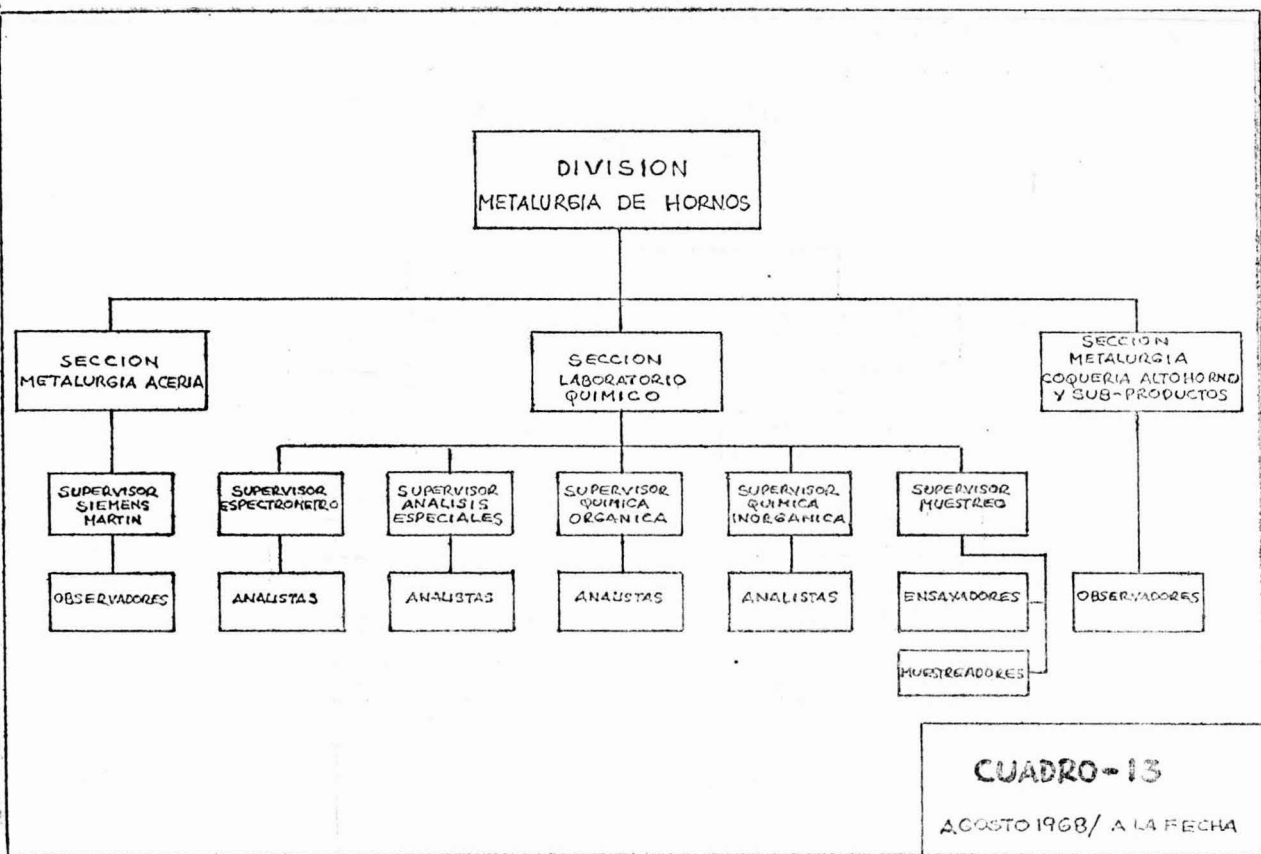 DIVISION
METALURGIA DE HORNOS
SECCION
METALURGIA ACERIA
SECCION
LABORATORIO
QUIMICO
SECCION
METALURGIA
COQUERIA ALTO HORNO
Y SUB-PRODUCTOS
SUPERVISOR
SIEMENS
MARTIN
SUPERVISOR
ESPECTROMETRO
SUPERVISOR
ANALISIS
ESPECIALES
SUPERVISOR
QUIMICA
ORGANICA
SUPERVISOR
QUIMICA
INORGANICA
SUPERVISOR
MUESTREO
OBSERVADORES
ANALISTAS
ANALISTAS
ANALISTAS
ANALISTAS
ENSAYADORES
OBSERVADORES
MUESTREADORES
CUADRO-13
AGOSTO 1968/ A LA FECHA